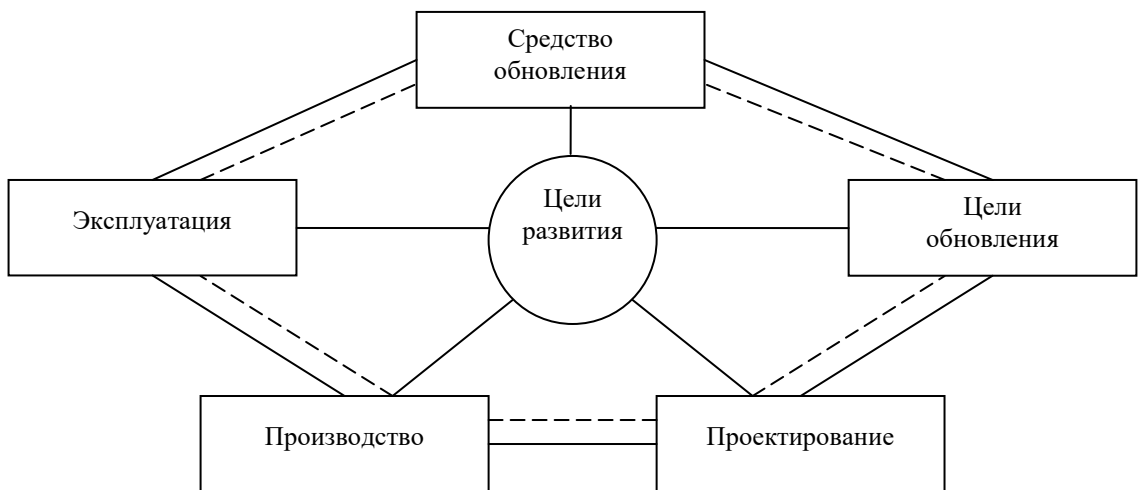 Средство
обновления
Эксплуатация
Цели
развития
Цели
обновления
Производство
Проектирование